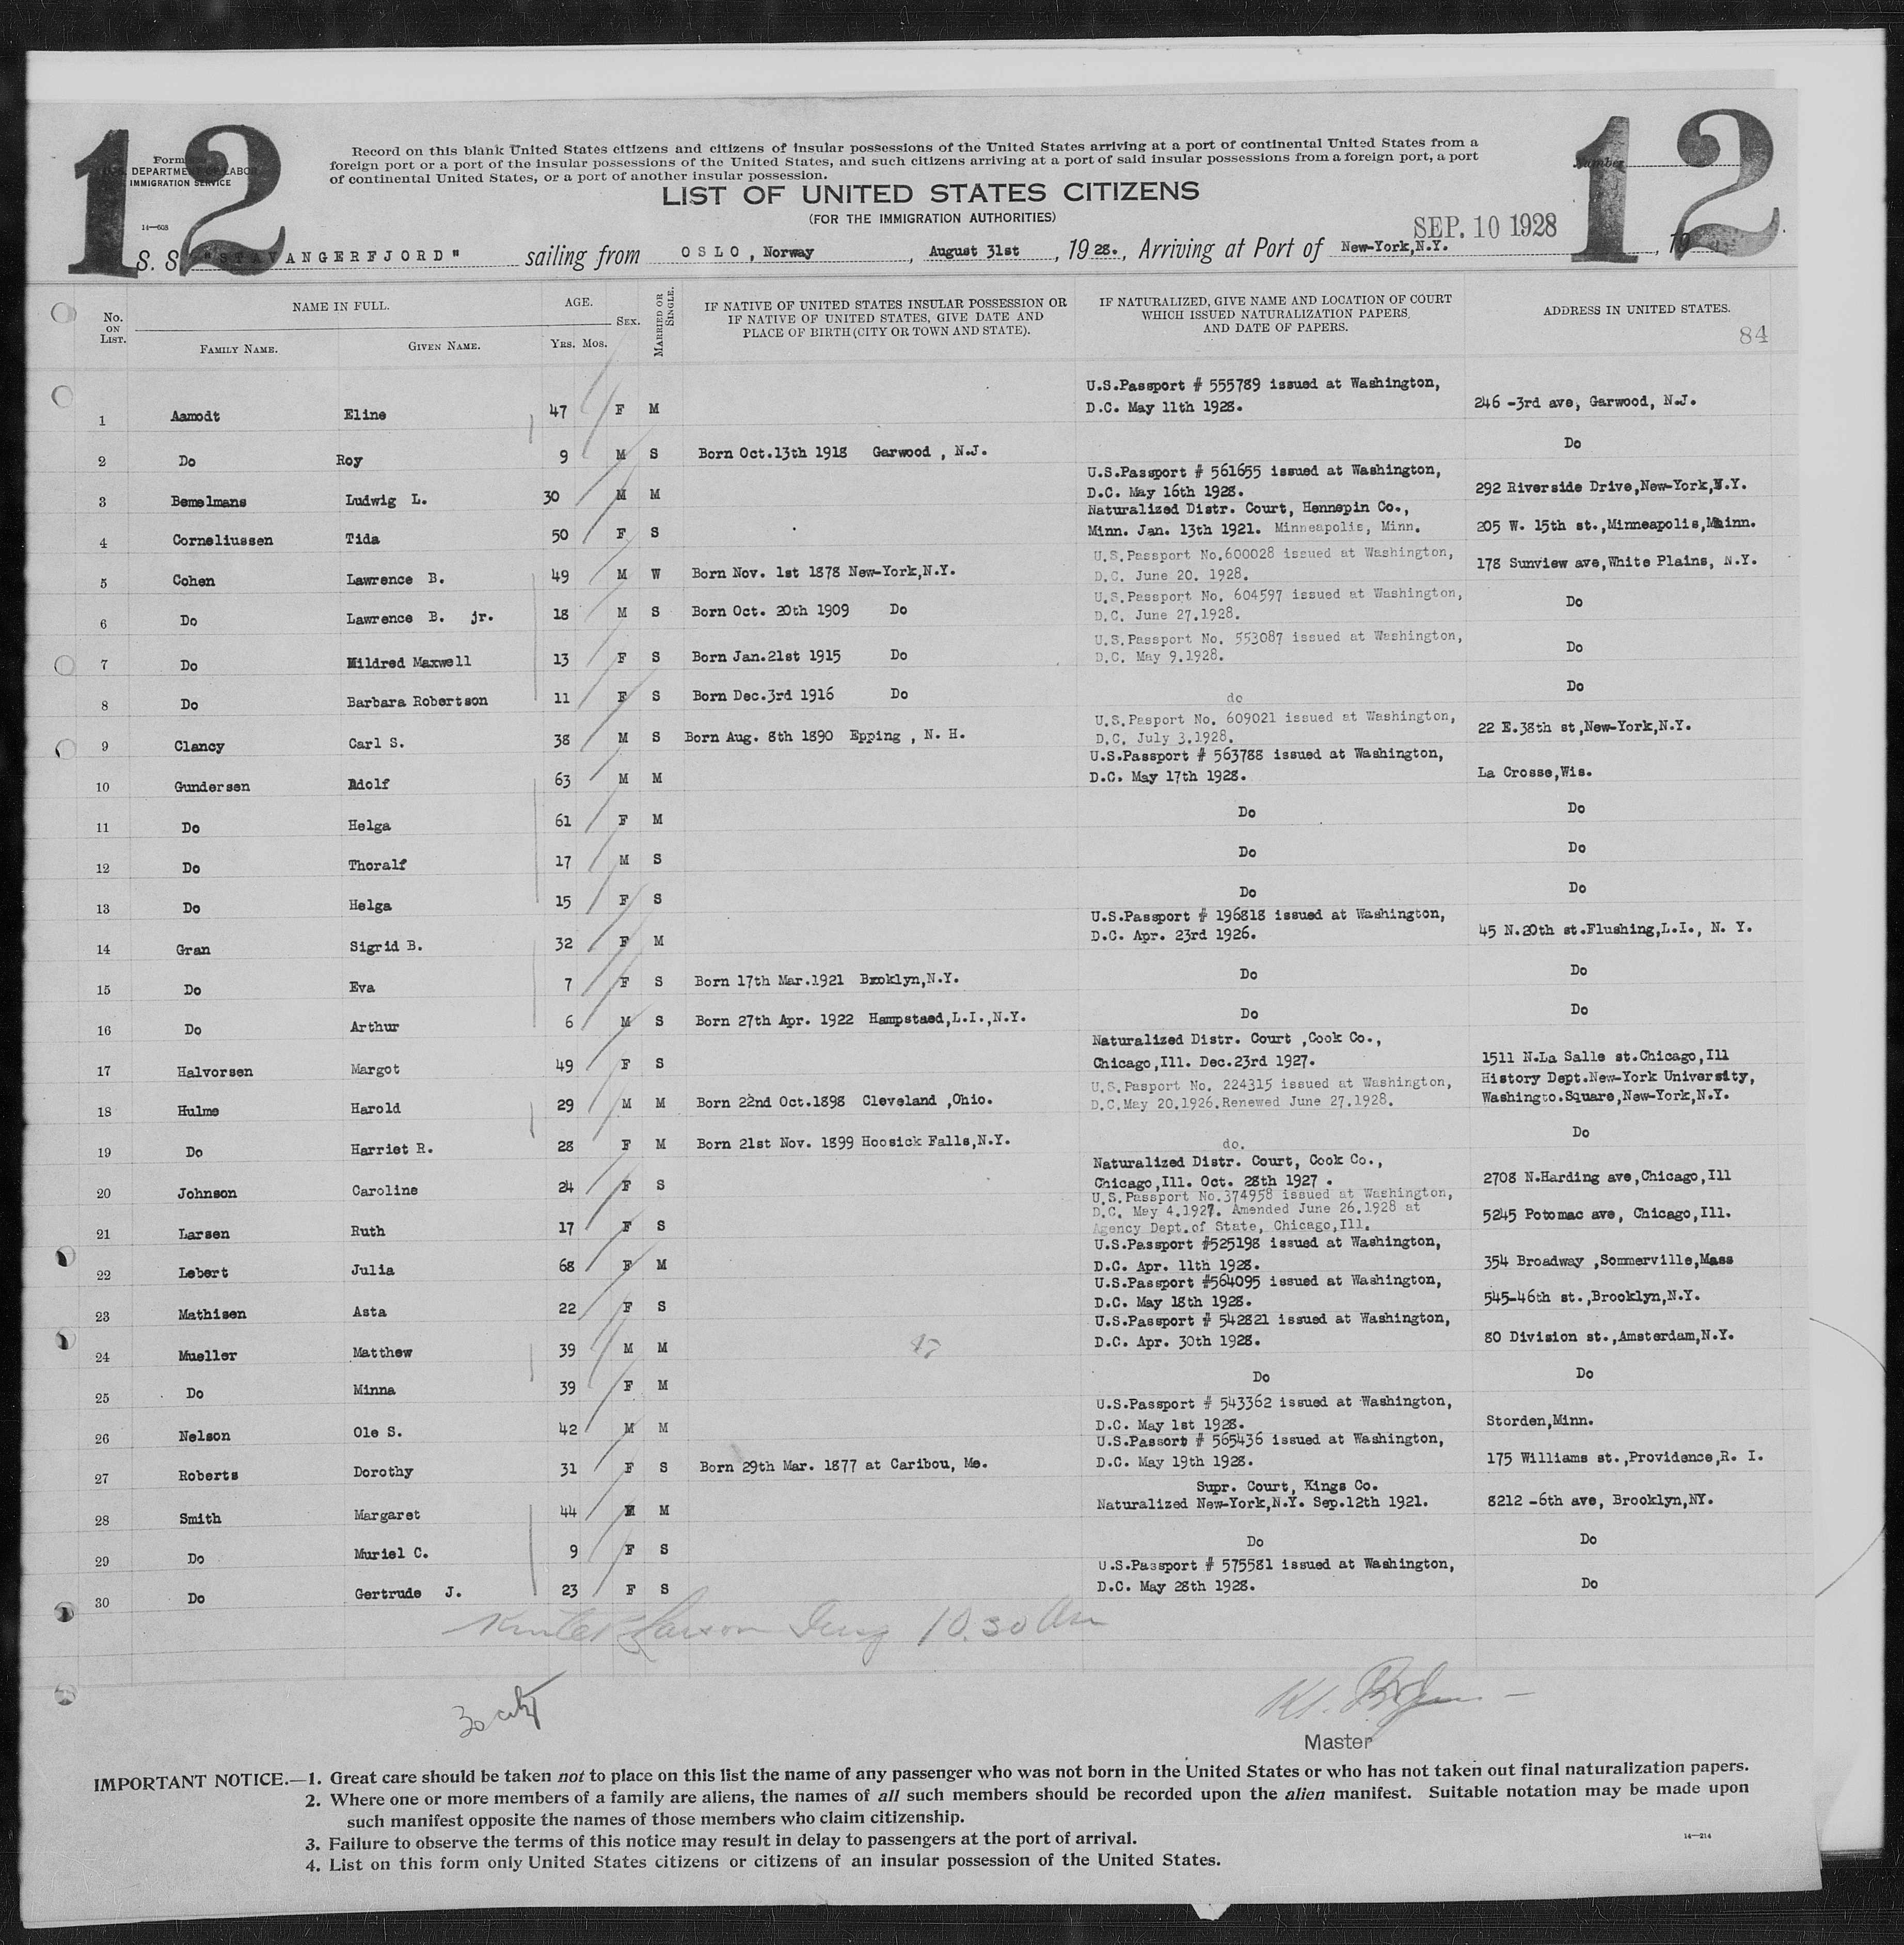 12
12
Record on this blank United States citizens and citizens of insular possessions of the United States arriving at a port of continental United States from a
foreign port or a port of the insular possessions of the United States, and such citizens arriving at a port of said insular possessions from a foreign port, a port
of continental United States, or a port of another insular possession.
Form
U. S. DEPARTMENT OF LABOR
IMMIGRATION SERVICE
Number
LIST OF UNITED STATES CITIZENS
(FOR THE IMMIGRATION AUTHORITIES)
14—603
SEP. 10 1928
S. S. "STAVANGERFJORD" sailing from OSLO, Norway, August 31st, 1928., Arriving at Port of New-York,N.Y., 19
No. ON LIST. NAME IN FULL. AGE. SEX. MARRIED OR SINGLE. IF NATIVE OF UNITED STATES INSULAR POSSESSION OR IF NATIVE OF UNITED STATES, GIVE DATE AND PLACE OF BIRTH (CITY OR TOWN AND STATE). IF NATURALIZED, GIVE NAME AND LOCATION OF COURT WHICH ISSUED NATURALIZATION PAPERS, AND DATE OF PAPERS. ADDRESS IN UNITED STATES.
FAMILY NAME. GIVEN NAME. YRS. MOS.
84
1 Aamodt Eline 47 F M U.S.Passport # 555789 issued at Washington, D.C. May 11th 1928. 246 -3rd ave, Garwood, N.J.
2 Do Roy 9 M S Born Oct.13th 1918 Garwood , N.J. Do
3 Bemelmans Ludwig L. 30 M M U.S.Passport # 561655 issued at Washington, D.C. May 16th 1928. 292 Riverside Drive,New-York,N.Y.
4 Corneliussen Tida 50 F S Naturalized Distr. Court, Hennepin Co., Minn. Jan. 13th 1921. Minneapolis, Minn. 205 W. 15th st.,Minneapolis,Minn.
5 Cohen Lawrence B. 49 M W Born Nov. 1st 1878 New-York,N.Y. U.S.Passport No.600028 issued at Washington, D.C. June 20. 1928. 178 Sunview ave,White Plains, N.Y.
6 Do Lawrence B. jr. 18 M S Born Oct. 20th 1909 Do U.S.Passport No. 604597 issued at Washington, D.C. June 27.1928. Do
7 Do Mildred Maxwell 13 F S Born Jan.21st 1915 Do U.S.Passport No. 553087 issued at Washington, D.C. May 9.1928. Do
8 Do Barbara Robertson 11 F S Born Dec.3rd 1916 Do do Do
9 Clancy Carl S. 38 M S Born Aug. 8th 1890 Epping , N. H. U.S.Pasport No. 609021 issued at Washington, D.C. July 3.1928. 22 E.38th st,New-York,N.Y.
10 Gundersen Adolf 63 M M U.S.Passport # 563788 issued at Washington, D.C. May 17th 1928. La Crosse,Wis.
11 Do Helga 61 F M Do Do
12 Do Thoralf 17 M S Do Do
13 Do Helga 15 F S Do Do
14 Gran Sigrid B. 32 F M U.S.Passport # 196818 issued at Washington, D.C. Apr. 23rd 1926. 45 N.20th st.Flushing,L.I., N. Y.
15 Do Eva 7 F S Born 17th Mar.1921 Brooklyn,N.Y. Do Do
16 Do Arthur 6 M S Born 27th Apr. 1922 Hampstaed,L.I.,N.Y. Do Do
17 Halvorsen Margot 49 F S Naturalized Distr. Court ,Cook Co., Chicago,Ill. Dec.23rd 1927. 1511 N.La Salle st.Chicago,Ill
18 Hulme Harold 29 M M Born 22nd Oct.1898 Cleveland ,Ohio. U.S.Pasport No. 224315 issued at Washington, D.C.May 20.1926.Renewed June 27.1928. History Dept.New-York University, Washingto.Square,New-York,N.Y.
19 Do Harriet R. 28 F M Born 21st Nov. 1899 Hoosick Falls,N.Y. do. Do
20 Johnson Caroline 24 F S Naturalized Distr. Court, Cook Co., Chicago,Ill. Oct. 28th 1927 . 2708 N.Harding ave,Chicago,Ill
21 Larsen Ruth 17 F S U.S.Passport No.374958 issued at Washington, D.C. May 4.1927. Amended June 26.1928 at Agency Dept.of State, Chicago,Ill. 5245 Potomac ave, Chicago,Ill.
22 Lebert Julia 68 F M U.S.Passport #525198 issued at Washington, D.C. Apr. 11th 1928. 354 Broadway ,Sommerville,Mass
23 Mathisen Asta 22 F S U.S.Passport #564095 issued at Washington, D.C. May 18th 1928. 545-46th st.,Brooklyn,N.Y.
24 Mueller Matthew 39 M M U.S.Passport # 542821 issued at Washington, D.C. Apr. 30th 1928. 80 Division st.,Amsterdam,N.Y.
25 Do Minna 39 F M Do Do
26 Nelson Ole S. 42 M M U.S.Passport # 543362 issued at Washington, D.C. May 1st 1928. Storden,Minn.
27 Roberts Dorothy 31 F S Born 29th Mar. 1877 at Caribou, Me. U.S.Passort # 565436 issued at Washington, D.C. May 19th 1928. 175 Williams st.,Providence,R. I.
28 Smith Margaret 44 M Supr. Court, Kings Co. Naturalized New-York,N.Y. Sep.12th 1921. 8212 -6th ave, Brooklyn,NY.
29 Do Muriel C. 9 F S Do Do
30 Do Gertrude J. 23 F S U.S.Passport # 575581 issued at Washington, D.C. May 28th 1928. Do
10.30 Am
30
Master
IMPORTANT NOTICE.—1. Great care should be taken not to place on this list the name of any passenger who was not born in the United States or who has not taken out final naturalization papers.
2. Where one or more members of a family are aliens, the names of all such members should be recorded upon the alien manifest. Suitable notation may be made upon
such manifest opposite the names of those members who claim citizenship.
3. Failure to observe the terms of this notice may result in delay to passengers at the port of arrival.
4. List on this form only United States citizens or citizens of an insular possession of the United States.
14—214